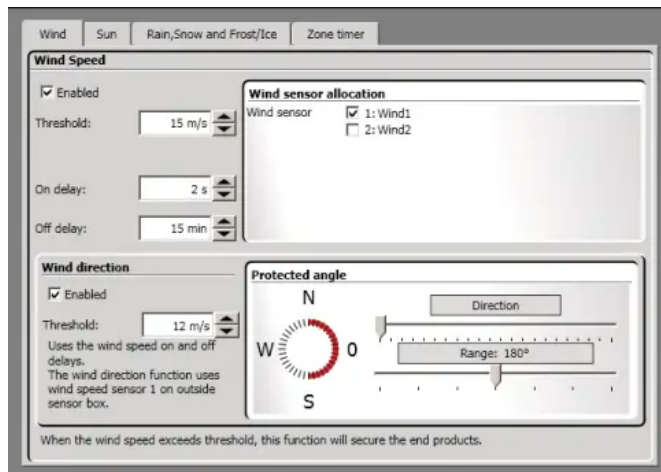 Wind Sun Rain,Snow and Frost/Ice Zone timer
Wind Speed
Enabled
Threshold: 15 m/s
On delay: 2 s
Off delay: 15 min
Wind sensor allocation
Wind sensor 1: Wind1
2: Wind2
Wind direction
Enabled
Threshold: 12 m/s
Uses the wind speed on and off
delays.
The wind direction function uses
wind speed sensor 1 on outside
sensor box.
Protected angle
N
W O
S
Direction
Range: 180°
When the wind speed exceeds threshold, this function will secure the end products.